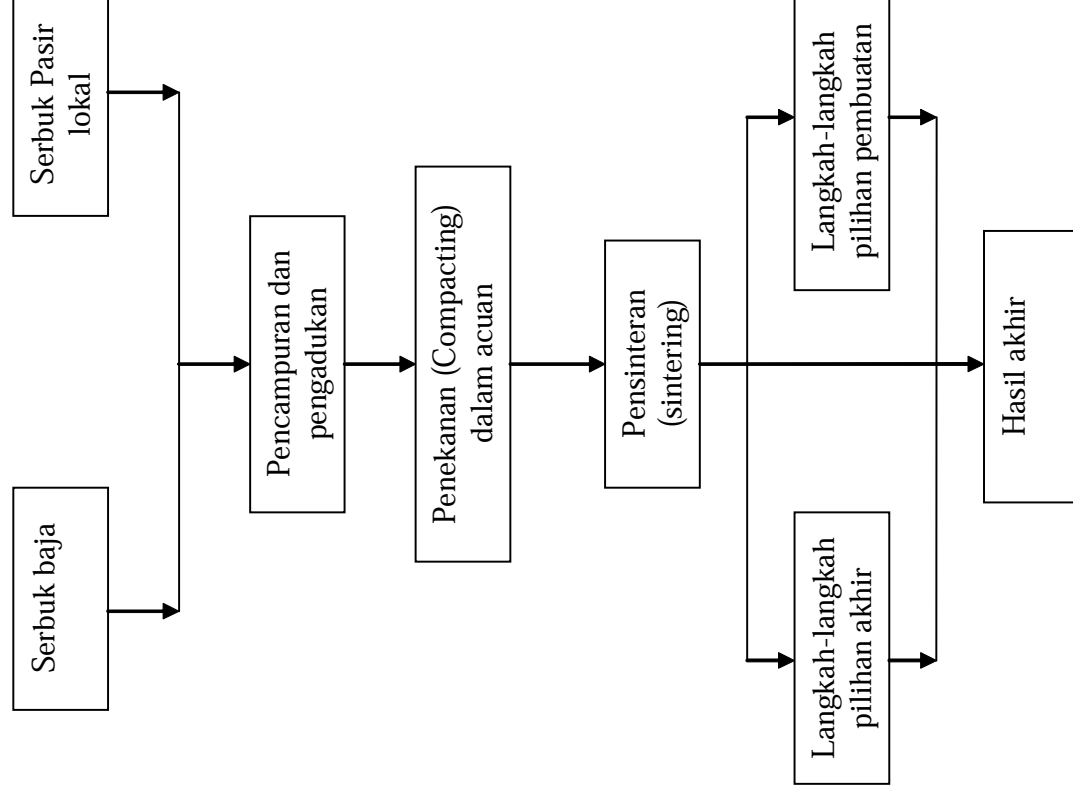 Serbuk baja
Serbuk Pasir
lokal
Pencampuran dan
pengadukan
Penekanan (Compacting)
dalam acuan
Pensinteran
(sintering)
Langkah-langkah
pilihan akhir
Langkah-langkah
pilihan pembuatan
Hasil akhir